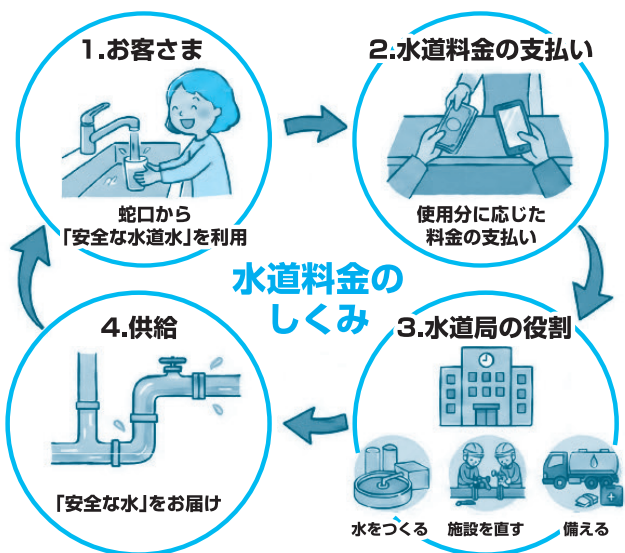 1.お客さま
蛇口から
「安全な水道水」を利用
2.水道料金の支払い
使用分に応じた
料金の支払い
水道料金の
しくみ
3.水道局の役割
水をつくる
施設を直す
備える
4.供給
「安全な水」をお届け